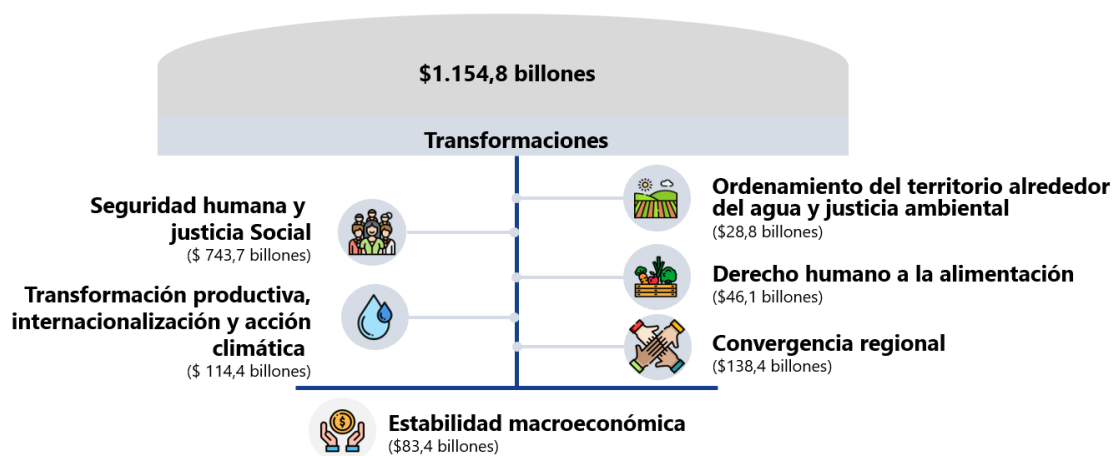 $1.154,8 billones
Transformaciones
Seguridad humana y
justicia Social
($ 743,7 billones)
Transformación productiva,
internacionalización y acción
climática
($ 114,4 billones)
Ordenamiento del territorio alrededor
del agua y justicia ambiental
($28,8 billones)
Derecho humano a la alimentación
($46,1 billones)
Convergencia regional
($138,4 billones)
Estabilidad macroeconómica
($83,4 billones)